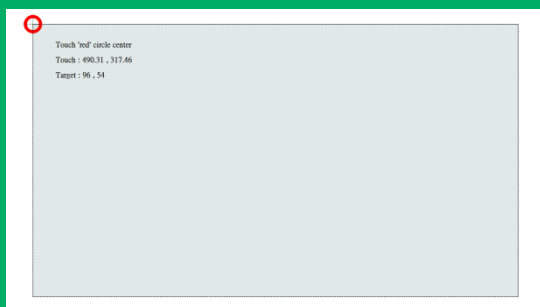 Touch 'red' circle center
Touch : 490.31 , 317.46
Target : 96 , 54